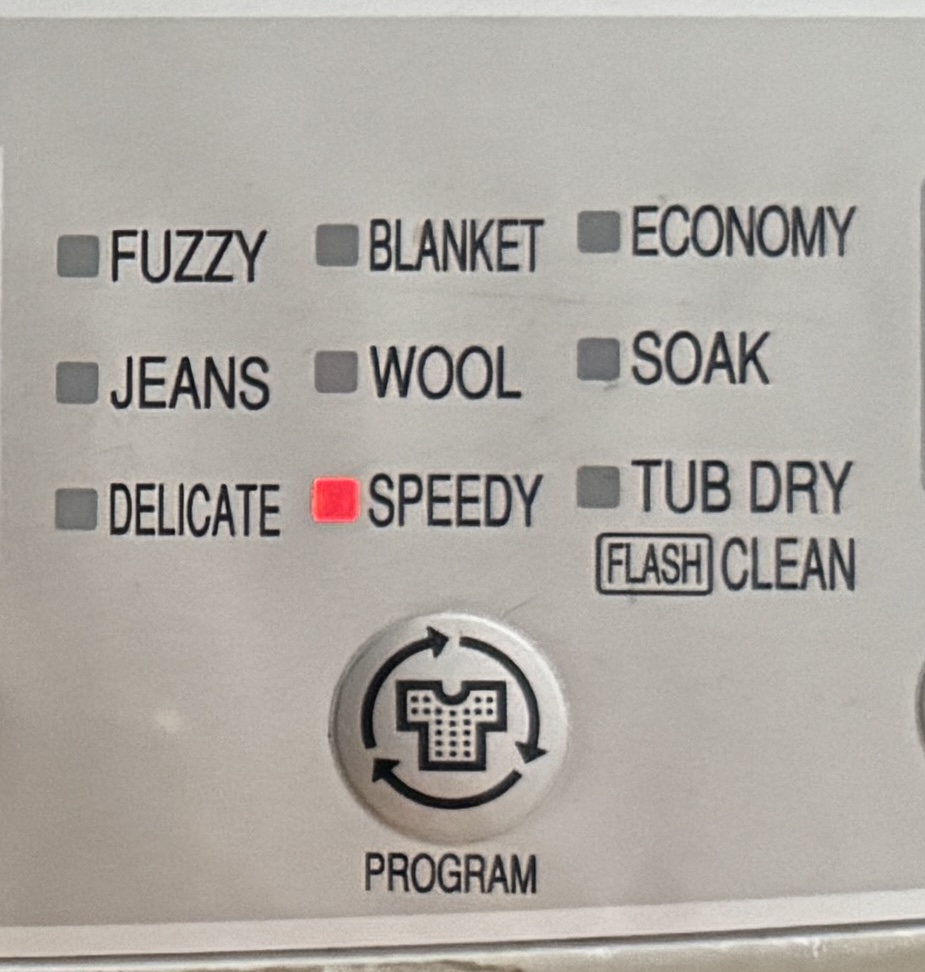 FUZZY BLANKET ECONOMY
JEANS WOOL SOAK
DELICATE SPEEDY TUB DRY
FLASH CLEAN
PROGRAM